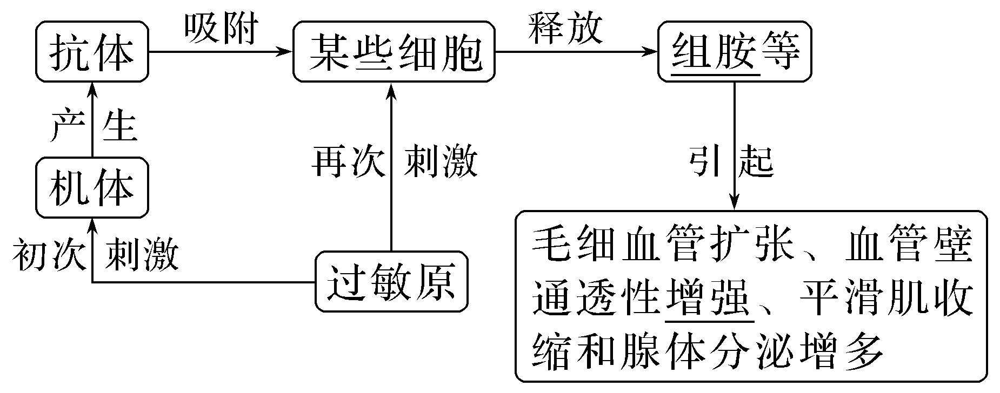 吸附
释放
抗体
某些细胞
组胺等
产生
再次刺激
引起
机体
初次刺激
过敏原
毛细血管扩张、血管壁
通透性增强、平滑肌收
缩和腺体分泌增多